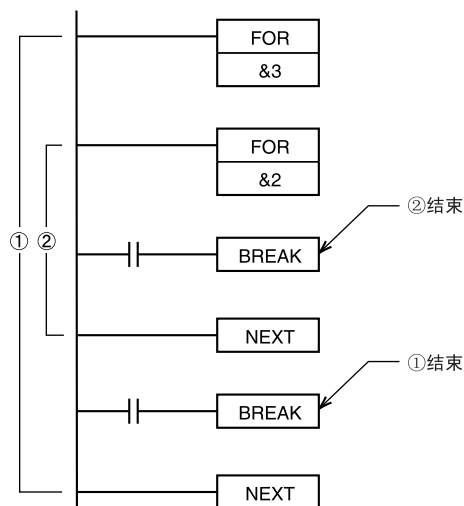 FOR
&3
FOR
&2
②结束
① ②
BREAK
NEXT
①结束
BREAK
NEXT